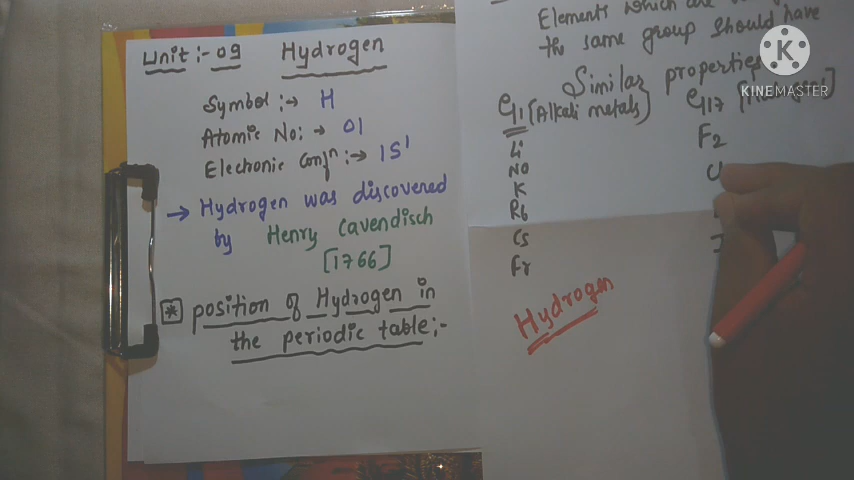 Unit :- 09 Hydrogen
Symbol :→ H
Atomic No : → 01
Electronic Confn :→ 1S¹
→ Hydrogen was discovered
by Henry Cavendisch
[1766]
* position of Hydrogen in
the periodic table:-
Elements which are
the same group should have
Similar properties
G1 [Alkali metals] G17
Li F2
Na
K
Rb
Cs
Fr
Hydrogen
K
KINEMASTER